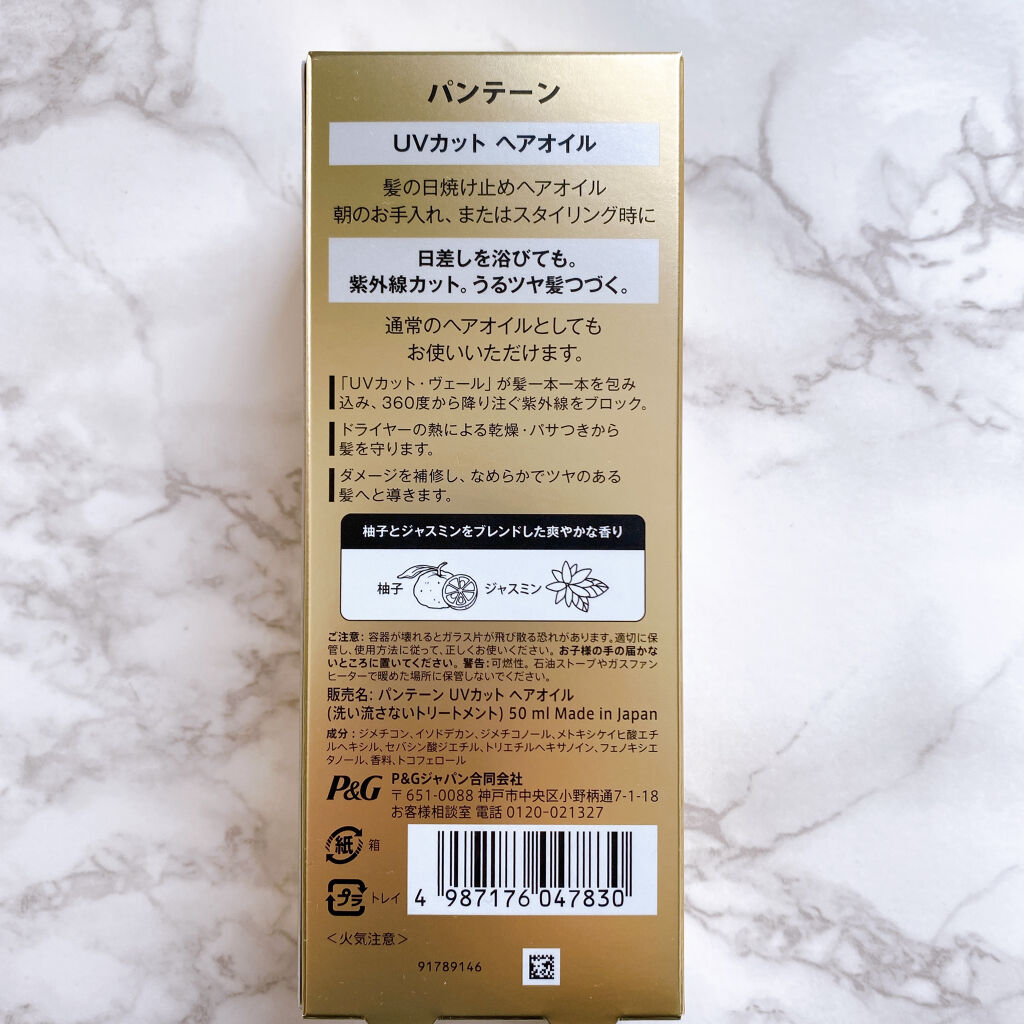 パンテーン
UVカット ヘアオイル
髪の日焼け止めヘアオイル
朝のお手入れ、またはスタイリング時に
日差しを浴びても。
紫外線カット。うるツヤ髪つづく。
通常のヘアオイルとしても
お使いいただけます。
「UVカット・ヴェール」が髪一本一本を包み
込み、360度から降り注ぐ紫外線をブロック。
ドライヤーの熱による乾燥・パサつきから
髪を守ります。
ダメージを補修し、なめらかでツヤのある
髪へと導きます。
柚子とジャスミンをブレンドした爽やかな香り
柚子 ジャスミン
ご注意: 容器が壊れるとガラス片が飛び散る恐れがあります。適切に保
管し、使用方法に従って、正しくお使いください。お子様の手の届かな
いところに置いてください。警告:可燃性。石油ストーブやガスファン
ヒーターで暖めた場所に保管しないでください。
販売名: パンテーン UVカット ヘアオイル
(洗い流さないトリートメント) 50 ml Made in Japan
成分 : ジメチコン、イソドデカン、ジメチコノール、メトキシケイヒ酸エチ
ルヘキシル、セバシン酸ジエチル、トリエチルヘキサノイン、フェノキシエ
タノール、香料、トコフェロール
P&G P&Gジャパン合同会社
〒651-0088 神戸市中央区小野柄通7-1-18
お客様相談室 電話 0120-021327
紙 箱
プラ トレイ
4 987176 047830
＜火気注意＞
91789146